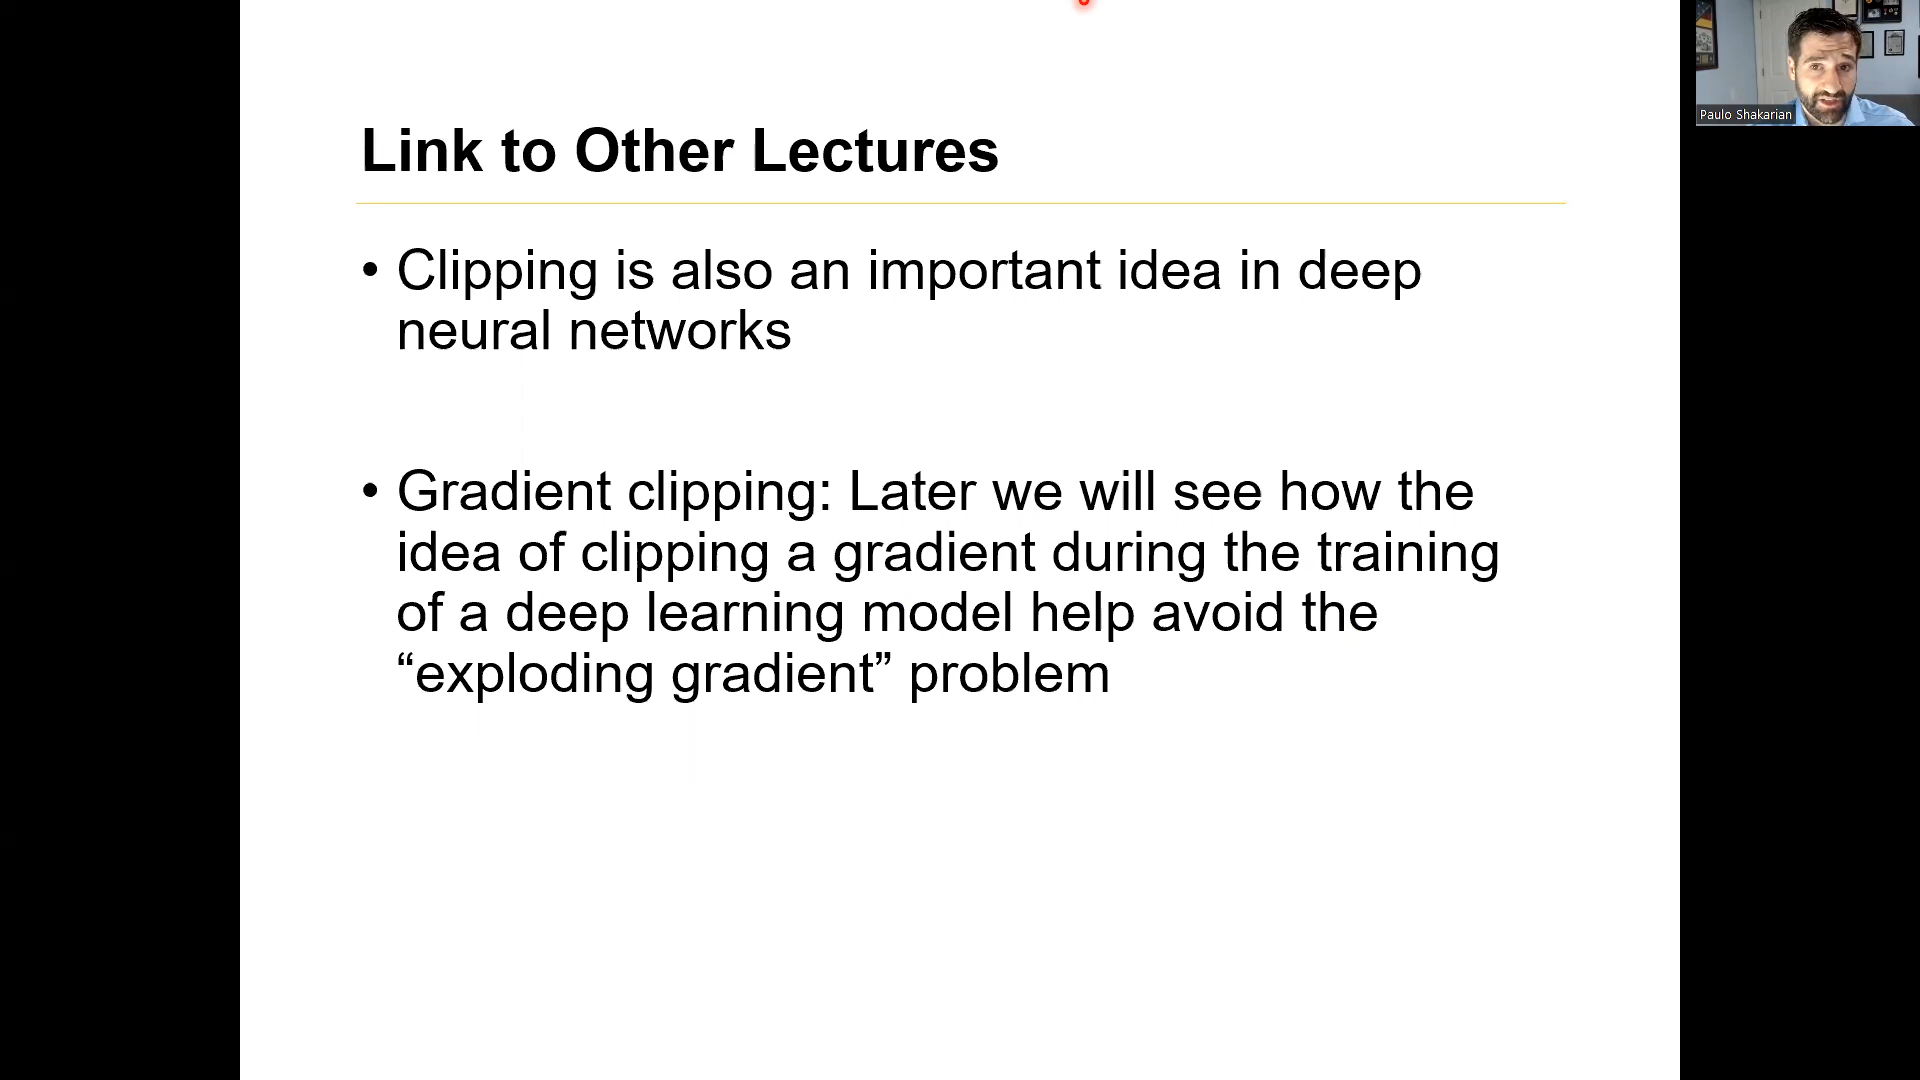 Link to Other Lectures
• Clipping is also an important idea in deep
neural networks
• Gradient clipping: Later we will see how the
idea of clipping a gradient during the training
of a deep learning model help avoid the
“exploding gradient” problem
Paulo Shakarian